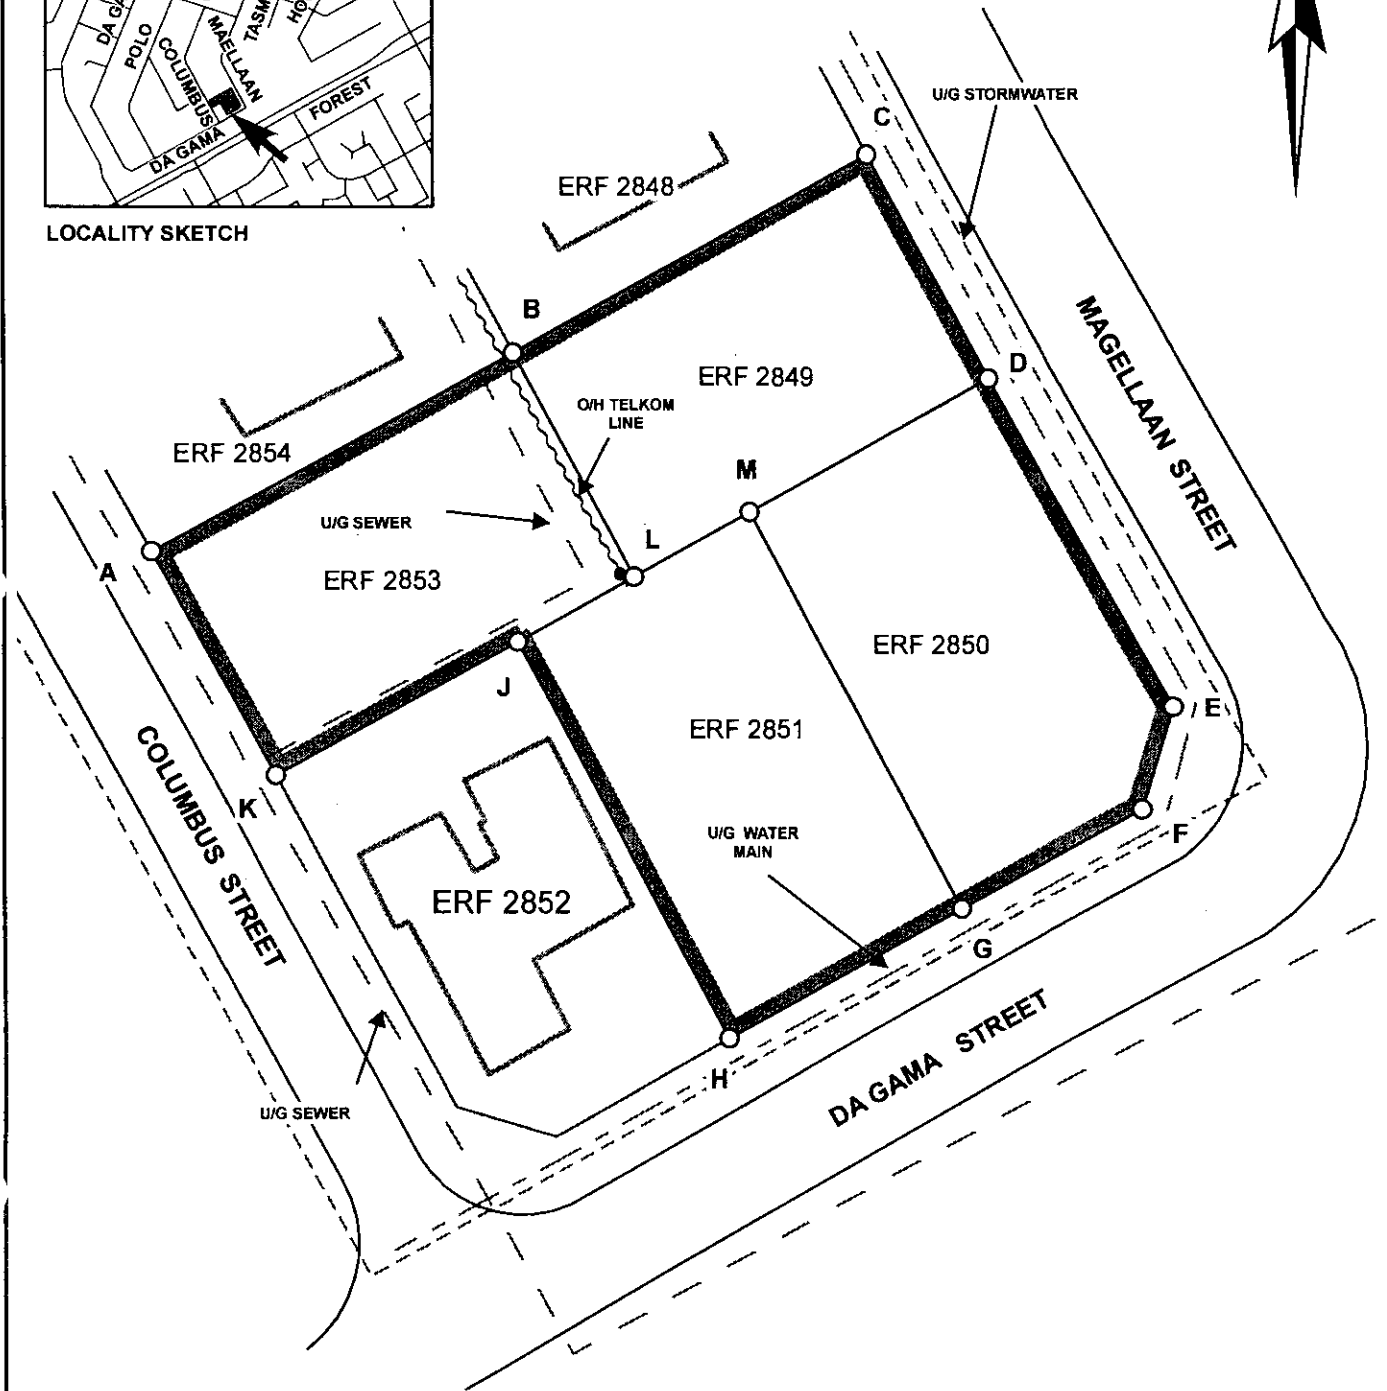 DA GA
POLO
COLUMBUS
MAELLAAN
TASM
HO
FOREST
DA GAMA
LOCALITY SKETCH
U/G STORMWATER
C
ERF 2848
B
MAGELLAAN STREET
D
ERF 2849
O/H TELKOM
LINE
ERF 2854
M
U/G SEWER
L
A
ERF 2853
ERF 2850
J
E
ERF 2851
COLUMBUS STREET
K
U/G WATER
MAIN
F
ERF 2852
G
DA GAMA STREET
H
U/G SEWER